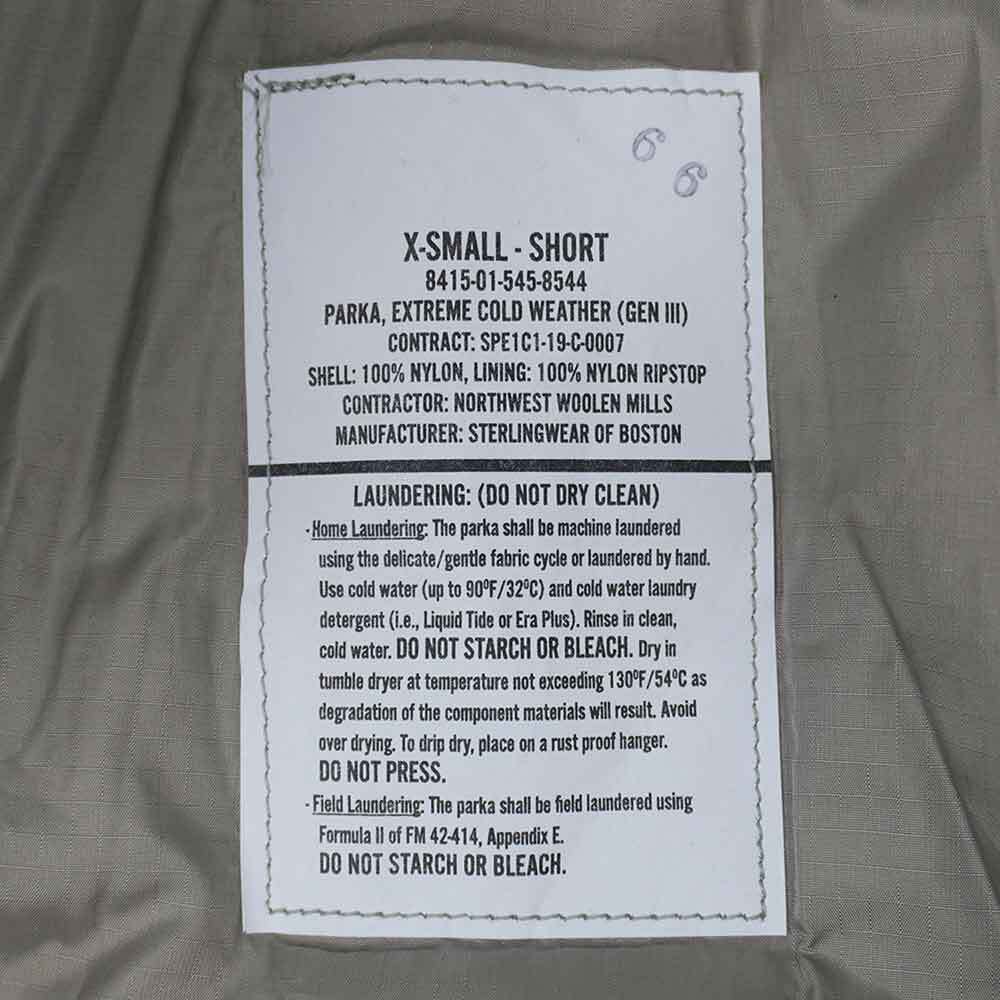 6
6
X-SMALL - SHORT
8415-01-545-8544
PARKA, EXTREME COLD WEATHER (GEN III)
CONTRACT: SPE1C1-19-C-0007
SHELL: 100% NYLON, LINING: 100% NYLON RIPSTOP
CONTRACTOR: NORTHWEST WOOLEN MILLS
MANUFACTURER: STERLINGWEAR OF BOSTON
LAUNDERING: (DO NOT DRY CLEAN)
- Home Laundering: The parka shall be machine laundered
using the delicate/gentle fabric cycle or laundered by hand.
Use cold water (up to 90ºF/32ºC) and cold water laundry
detergent (i.e., Liquid Tide or Era Plus). Rinse in clean,
cold water. DO NOT STARCH OR BLEACH. Dry in
tumble dryer at temperature not exceeding 130ºF/54ºC as
degradation of the component materials will result. Avoid
over drying. To drip dry, place on a rust proof hanger.
DO NOT PRESS.
- Field Laundering: The parka shall be field laundered using
Formula II of FM 42-414, Appendix E.
DO NOT STARCH OR BLEACH.